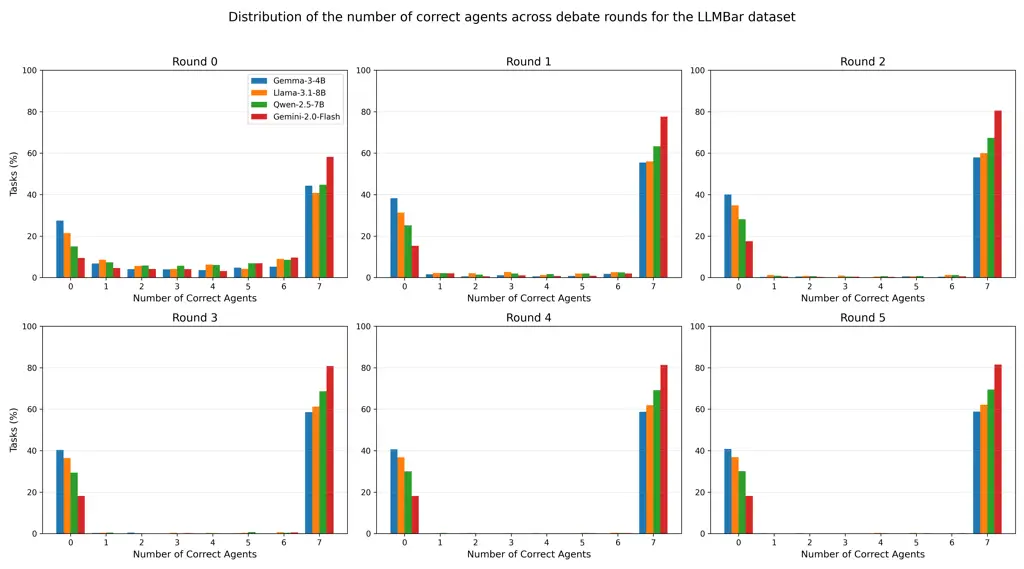 Distribution of the number of correct agents across debate rounds for the LLMBar dataset
Round 0
Gemma-3-4B
Llama-3.1-8B
Qwen-2.5-7B
Gemini-2.0-Flash
Tasks (%)
100
80
60
40
20
0
0 1 2 3 4 5 6 7
Number of Correct Agents
Round 1
100
80
60
40
20
0
0 1 2 3 4 5 6 7
Number of Correct Agents
Round 2
100
80
60
40
20
0
0 1 2 3 4 5 6 7
Number of Correct Agents
Round 3
Tasks (%)
100
80
60
40
20
0
0 1 2 3 4 5 6 7
Number of Correct Agents
Round 4
100
80
60
40
20
0
0 1 2 3 4 5 6 7
Number of Correct Agents
Round 5
100
80
60
40
20
0
0 1 2 3 4 5 6 7
Number of Correct Agents